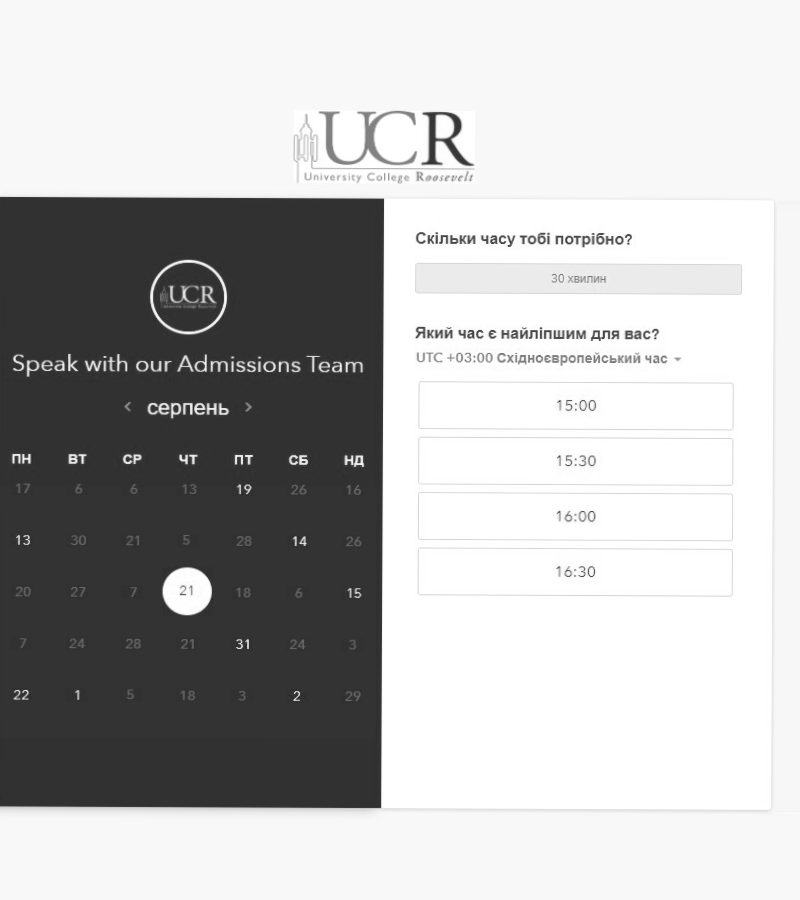 UCR
University College Roosevelt
UCR
Speak with our Admissions Team
< серпень >
ПН ВТ СР ЧТ ПТ СБ НД
17 6 6 13 19 26 16
13 30 21 5 28 14 26
20 27 7 21 18 6 15
7 24 28 21 31 24 3
22 1 5 18 3 2 29
Скільки часу тобі потрібно?
30 хвилин
Який час є найліпшим для вас?
UTC +03:00 Східноєвропейський час
15:00
15:30
16:00
16:30